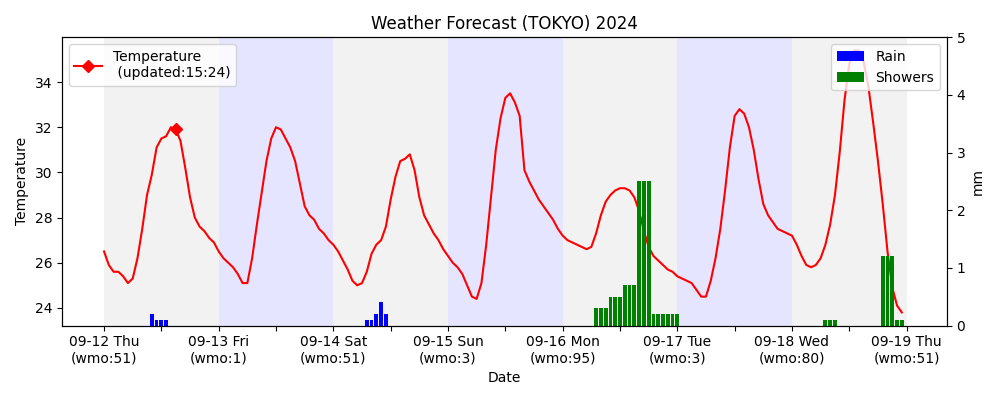 Weather Forecast (TOKYO) 2024
Temperature
(updated:15:24)
Rain
Showers
Temperature
34
32
30
28
26
24
5
4
3
2
1
0
mm
09-12 Thu
(wmo:51)
09-13 Fri
(wmo:1)
09-14 Sat
(wmo:51)
09-15 Sun
(wmo:3)
09-16 Mon
(wmo:95)
09-17 Tue
(wmo:3)
09-18 Wed
(wmo:80)
09-19 Thu
(wmo:51)
Date